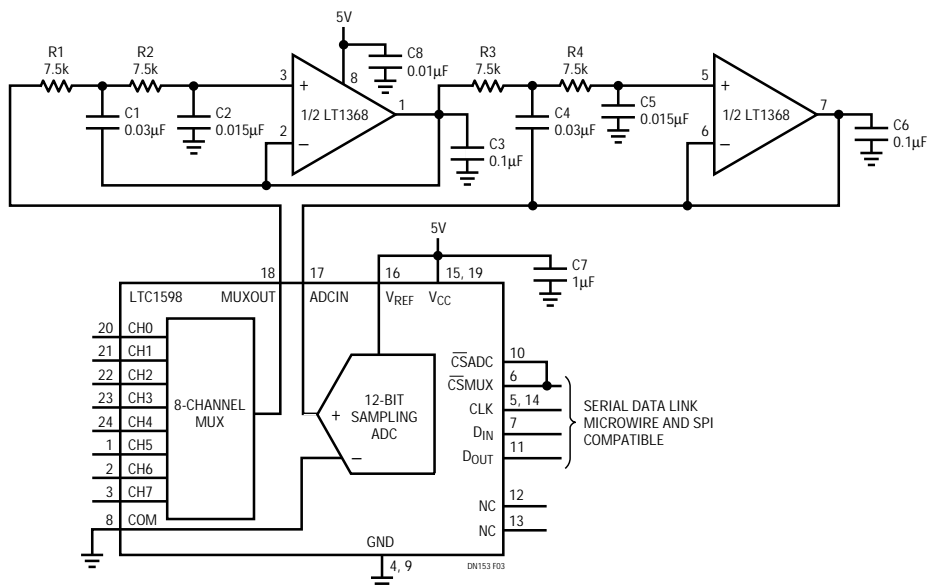 5V
R1
7.5k
R2
7.5k
C8
0.01µF
R3
7.5k
R4
7.5k
3
+
8
1/2 LT1368
1
2
–
C1
0.03µF
C2
0.015µF
C3
0.1µF
5
+
1/2 LT1368
7
6
–
C4
0.03µF
C5
0.015µF
C6
0.1µF
5V
C7
1µF
18
17
16
15, 19
LTC1598
MUXOUT
ADCIN
VREF
VCC
20 CH0
21 CH1
22 CH2
23 CH3
24 CH4
1 CH5
2 CH6
3 CH7
8 COM
8-CHANNEL
MUX
+
12-BIT
SAMPLING
ADC
–
CSADC 10
CSMUX 6
CLK 5, 14
DIN 7
DOUT 11
NC 12
NC 13
SERIAL DATA LINK
MICROWIRE AND SPI
COMPATIBLE
GND
4, 9
DN153 F03